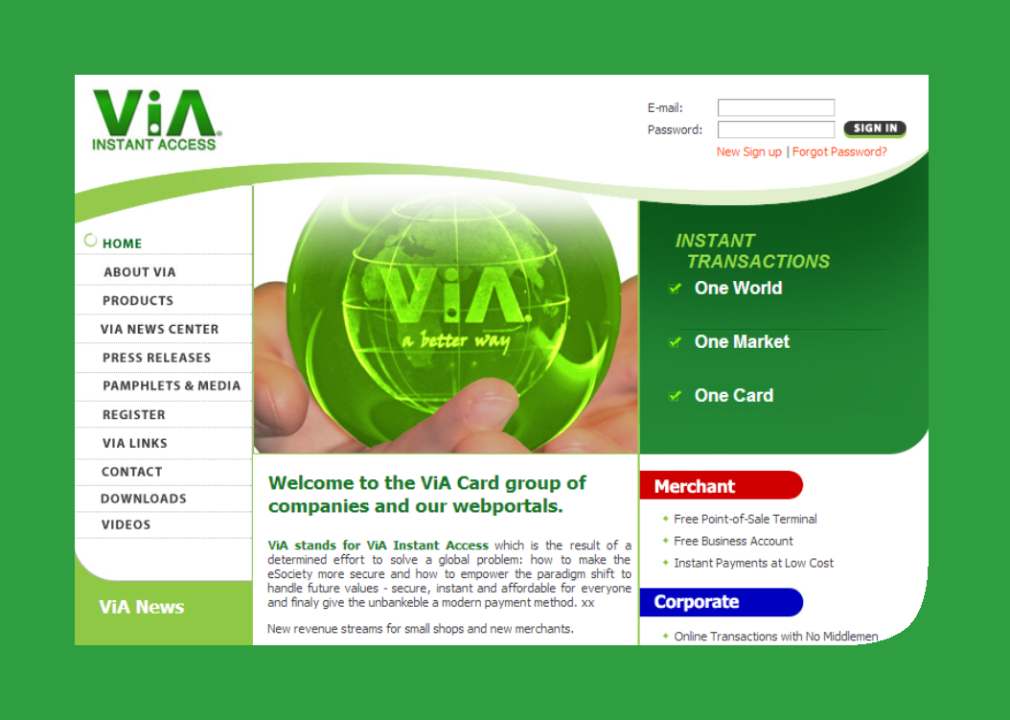 ViA
INSTANT ACCESS
E-mail:
Password:
SIGN IN
New Sign up | Forgot Password?
HOME
ABOUT VIA
PRODUCTS
VIA NEWS CENTER
PRESS RELEASES
PAMPHLETS & MEDIA
REGISTER
VIA LINKS
CONTACT
DOWNLOADS
VIDEOS
ViA News
ViA
a better way
INSTANT
TRANSACTIONS
One World
One Market
One Card
Welcome to the ViA Card group of
companies and our webportals.
ViA stands for ViA Instant Access which is the result of a
determined effort to solve a global problem: how to make the
eSociety more secure and how to empower the paradigm shift to
handle future values - secure, instant and affordable for everyone
and finaly give the unbankeble a modern payment method. xx
New revenue streams for small shops and new merchants.
Merchant
Free Point-of-Sale Terminal
Free Business Account
Instant Payments at Low Cost
Corporate
Online Transactions with No Middlemen